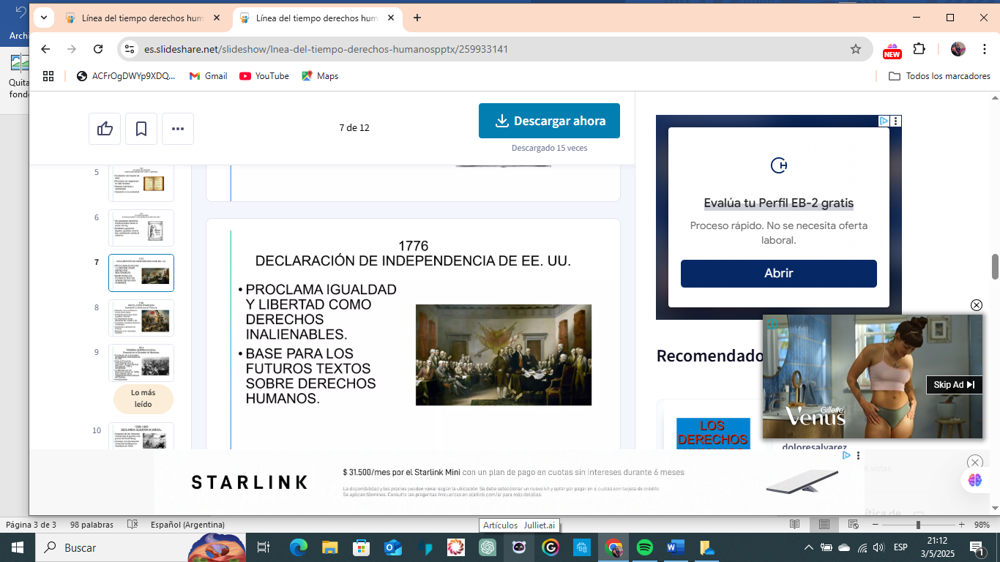 Línea del tiempo derechos hum
Línea del tiempo derechos hum
Archi
es.slideshare.net/slideshow/lnea-del-tiempo-derechos-humanospptx/259933141
NEW
ACFrOgDWYp9XDQ...
Gmail
YouTube
Maps
Todos los marcadores
Quita
fond
7 de 12
Descargar ahora
Descargado 15 veces
5
6
7
8
9
Lo más
leído
10
SEGUNDA GUERRA MUNDIAL
1776
DECLARACIÓN DE INDEPENDENCIA DE EE. UU.
• PROCLAMA IGUALDAD
Y LIBERTAD COMO
DERECHOS
INALIENABLES.
• BASE PARA LOS
FUTUROS TEXTOS
SOBRE DERECHOS
HUMANOS.
Evalúa tu Perfil EB-2 gratis
Proceso rápido. No se necesita oferta
laboral.
Abrir
Recomendado
Skip Ad
Gillette
Venus
LOS
DERECHOS
doloresalvarez
vistas
ítica de
STARLINK
$ 31.500/mes por el Starlink Mini con un plan de pago en cuotas sin intereses durante 6 meses
La disponibilidad y los precios pueden variar según la ubicación. Se debe seleccionar un nuevo kit y optar por pagar en 6 cuotas con tarjeta de crédito.
Se aplican términos. Consulte las preguntas frecuentes en starlink.com/ar para más detalles.
Página 3 de 3
98 palabras
Español (Argentina)
Artículos Julliet.ai
98%
Buscar
ESP
21:12
3/5/2025
1